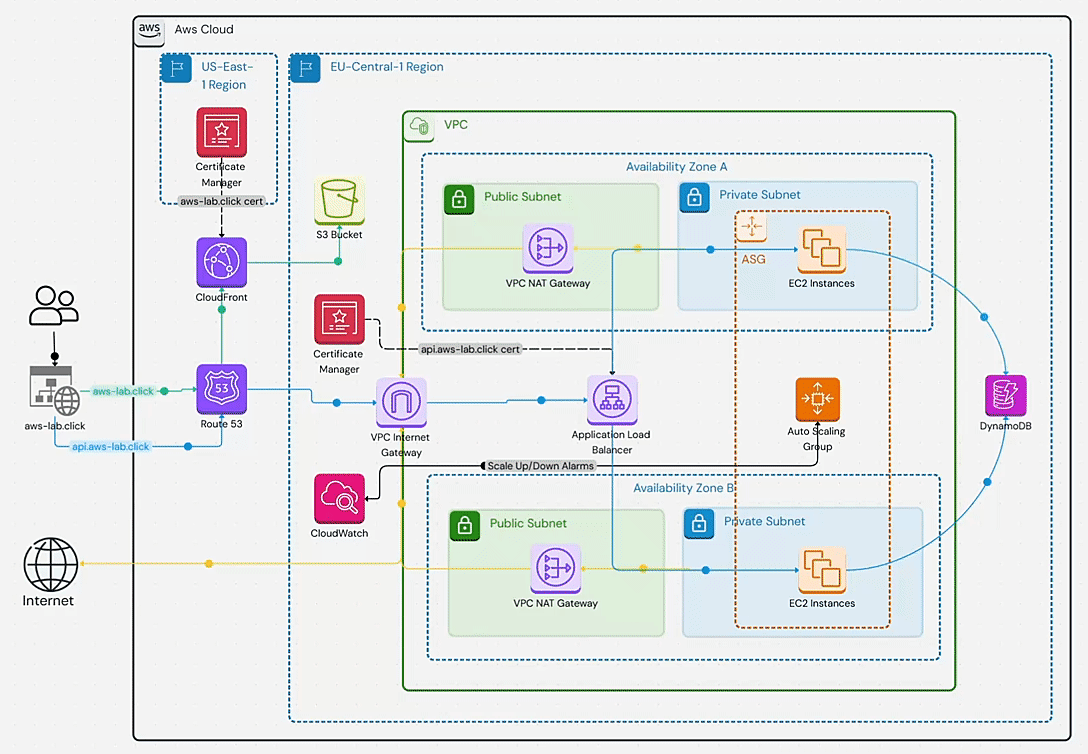 aws
Aws Cloud
US-East-
1 Region
EU-Central-1 Region
Certificate
Manager
aws-lab.click cert
CloudFront
S3 Bucket
VPC
Availability Zone A
Public Subnet
VPC NAT Gateway
Private Subnet
ASG
EC2 Instances
Certificate
Manager
api.aws-lab.click cert
aws-lab.click
aws-lab.click
api.aws-lab.click
53
Route 53
VPC Internet
Gateway
Application Load
Balancer
Auto Scaling
Group
DynamoDB
Scale Up/Down Alarms
CloudWatch
Availability Zone B
Public Subnet
VPC NAT Gateway
Private Subnet
EC2 Instances
Internet